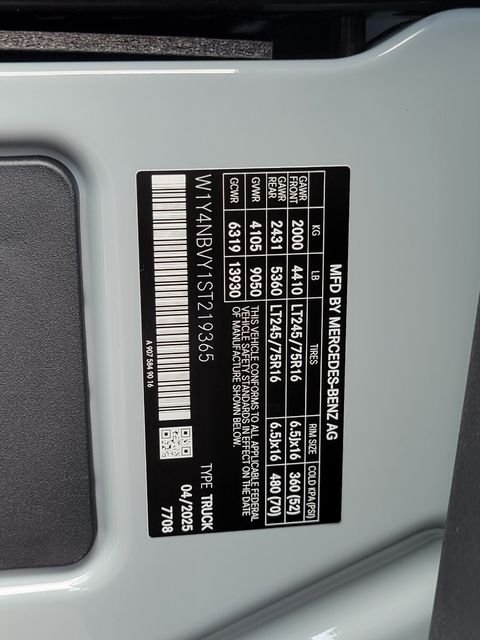 MFD BY MERCEDES-BENZ AG
KG LB TIRES RIM SIZE COLD KPA(PSI)
GAWR FRONT 2000 4410 LT245/75R16 6.5Jx16 360 (52)
GAWR REAR 2431 5360 LT245/75R16 6.5Jx16 480 (70)
GVWR 4105 9050
GCWR 6319 13930
THIS VEHICLE CONFORMS TO ALL APPLICABLE FEDERAL
VEHICLE SAFETY STANDARDS IN EFFECT ON THE
DATE OF MANUFACTURE SHOWN BELOW.
W1Y4NBVY1ST219365 TYPE TRUCK
04/2025
A 907 584 90 16 7708